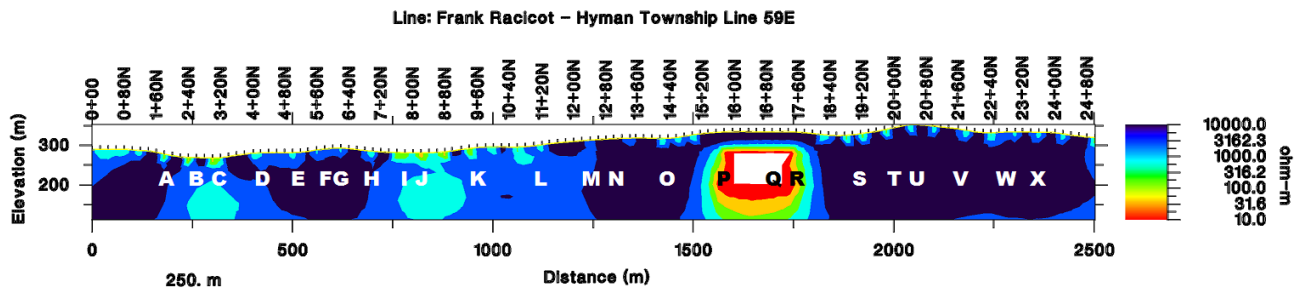 Line: Frank Racicot - Hyman Township Line 59E
0+00 0+80N 1+60N 2+40N 3+20N 4+00N 4+80N 5+60N 6+40N 7+20N 8+00N 8+80N 9+60N 10+40N 11+20N 12+00N 12+80N 13+60N 14+40N 15+20N 16+00N 16+80N 17+60N 18+40N 19+20N 20+00N 20+80N 21+60N 22+40N 23+20N 24+00N 24+80N
Elevation (m)
300
200
A B C D E F G H I J K L M N O P Q R S T U V W X
0 500 1000 1500 2000 2500
250. m
Distance (m)
10000.0
3162.3
1000.0
316.2
100.0
31.6
10.0
ohm-m